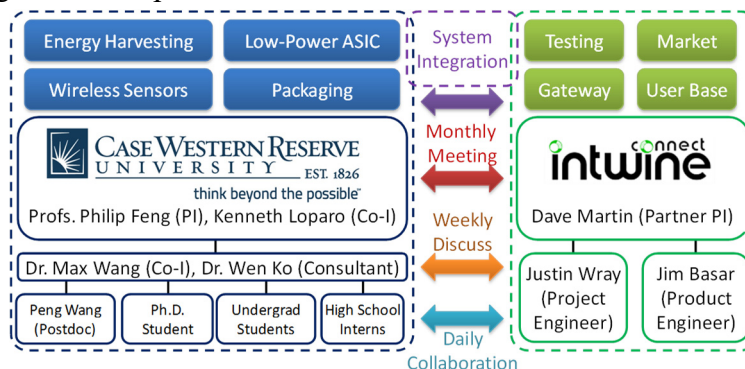 Energy Harvesting
Low-Power ASIC
Wireless Sensors
Packaging
System
Integration
Testing
Market
Gateway
User Base
CASE WESTERN RESERVE
UNIVERSITY
EST. 1826
think beyond the possible™
Profs. Philip Feng (PI), Kenneth Loparo (Co-I)
Monthly
Meeting
connect
intwine
Dave Martin (Partner PI)
Weekly
Discuss
Dr. Max Wang (Co-I), Dr. Wen Ko (Consultant)
Peng Wang
(Postdoc)
Ph.D.
Student
Undergrad
Students
High School
Interns
Justin Wray
(Project
Engineer)
Jim Basar
(Product
Engineer)
Daily
Collaboration